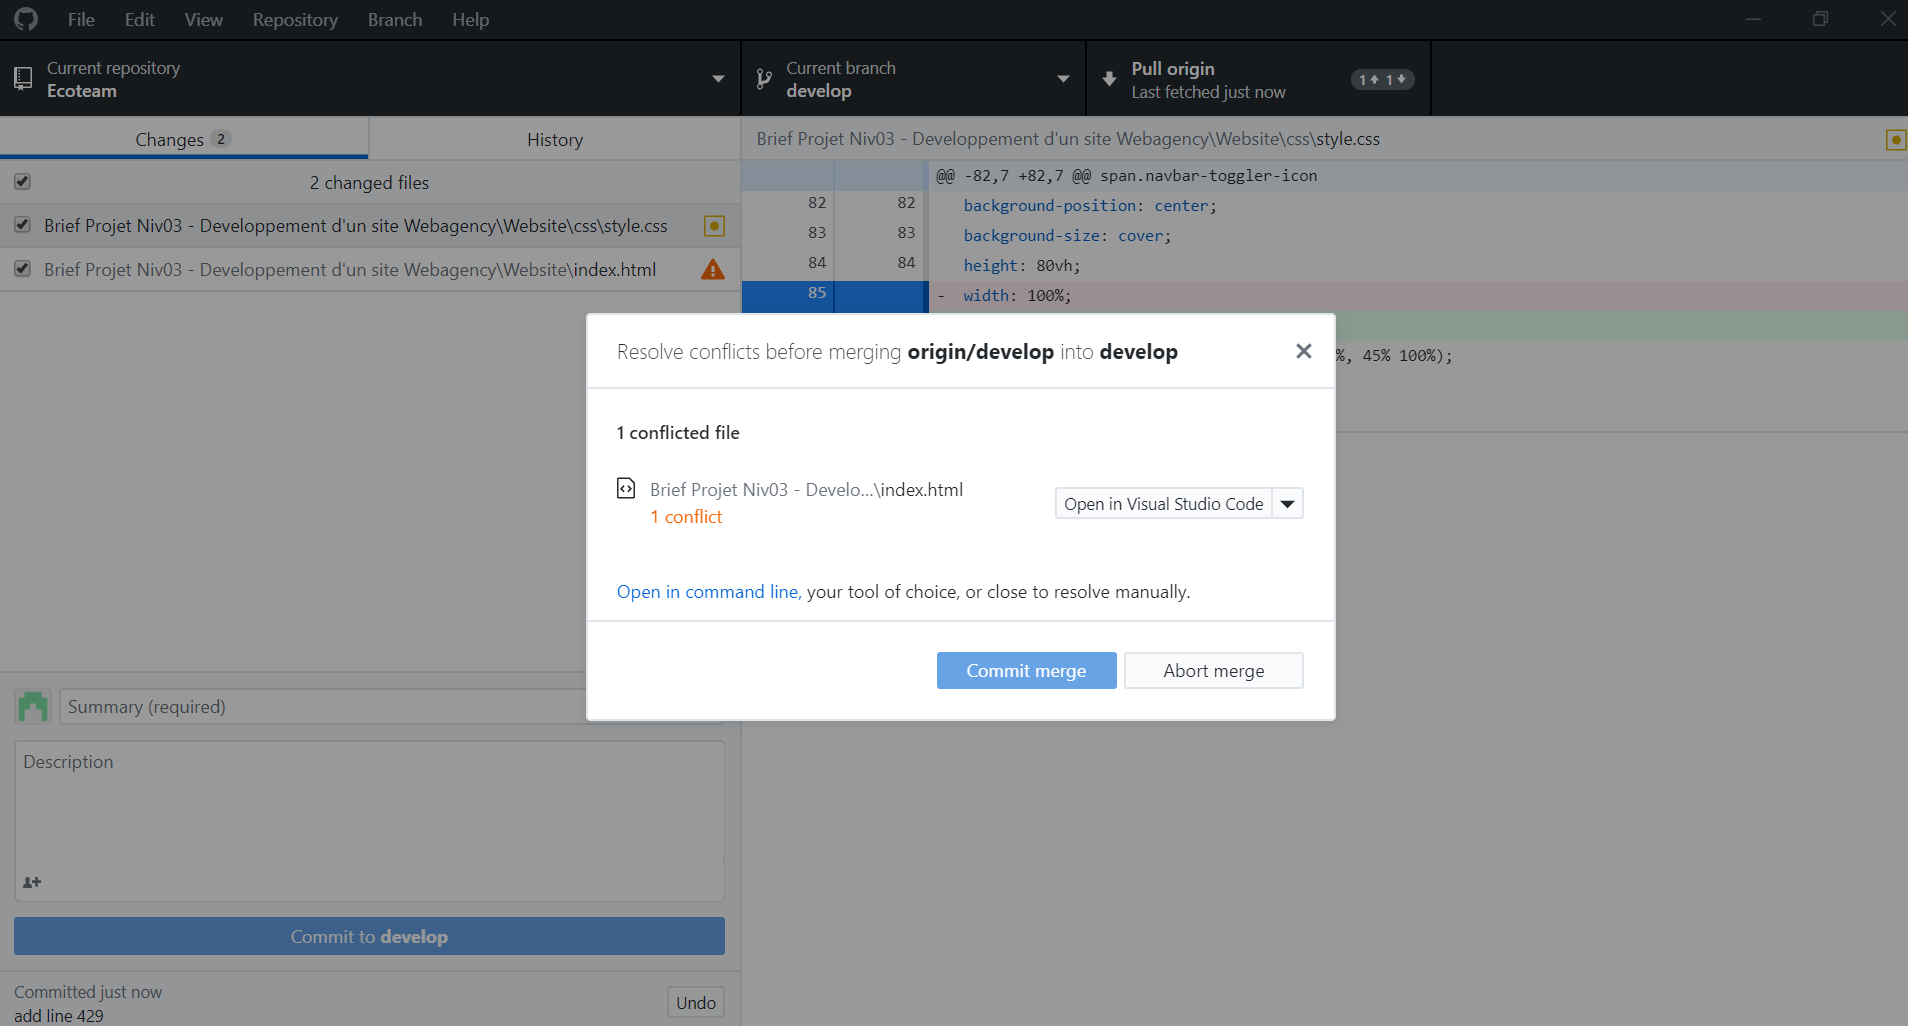 File Edit View Repository Branch Help
Current repository
Ecoteam
Current branch
develop
Pull origin
Last fetched just now
1 1
Changes 2
History
2 changed files
Brief Projet Niv03 - Developpement d'un site Webagency\Website\css\style.css
Brief Projet Niv03 - Developpement d'un site Webagency\Website\index.html
Brief Projet Niv03 - Developpement d'un site Webagency\Website\css\style.css
@@ -82,7 +82,7 @@ span.navbar-toggler-icon
82 82 background-position: center;
83 83 background-size: cover;
84 84 height: 80vh;
85 - width: 100%;
%, 45% 100%);
Resolve conflicts before merging origin/develop into develop
1 conflicted file
Brief Projet Niv03 - Develo...\index.html
1 conflict
Open in Visual Studio Code
Open in command line, your tool of choice, or close to resolve manually.
Commit merge
Abort merge
Summary (required)
Description
Commit to develop
Committed just now
add line 429
Undo